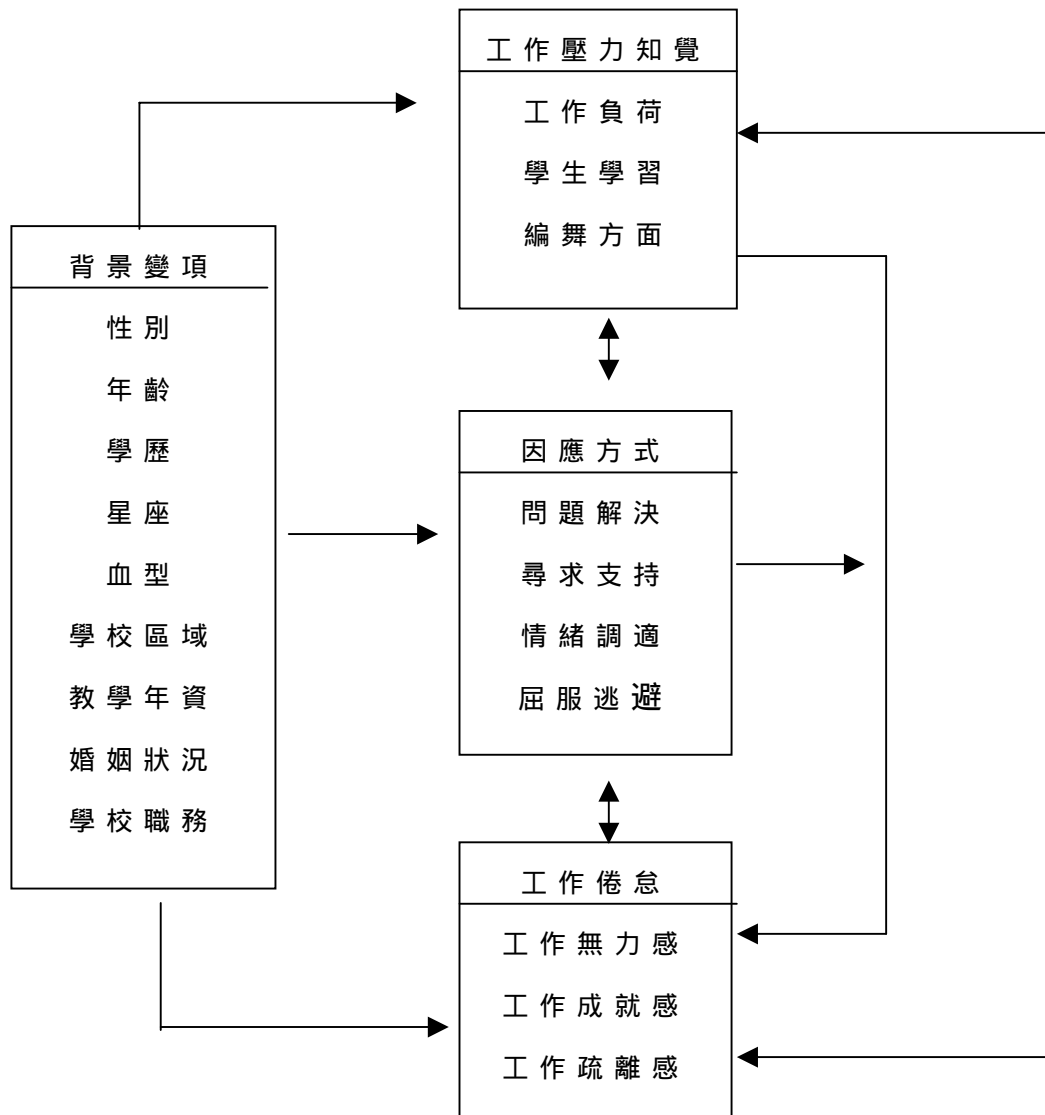 工作壓力知覺
工作負荷
學生學習
編舞方面
背景變項
性別
年齡
學歷
星座
血型
學校區域
教學年資
婚姻狀況
學校職務
因應方式
問題解決
尋求支持
情緒調適
屈服逃避
工作倦怠
工作無力感
工作成就感
工作疏離感